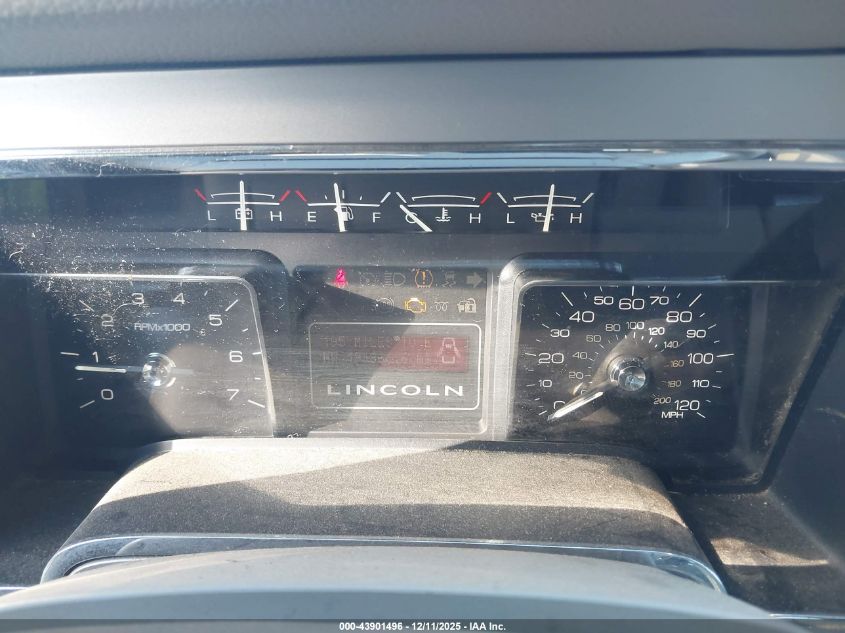 L H E F C H L H
0 1 2 3 4 5 6 7
RPMx1000
LINCOLN
0 10 20 30 40 50 60 70 80 90 100 110 120
20 40 60 80 100 120 140 160 180 200
MPH
000-43901496 - 12/11/2025 - IAA Inc.